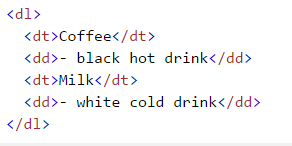 <dl>
  <dt>Coffee</dt>
  <dd>- black hot drink</dd>
  <dt>Milk</dt>
  <dd>- white cold drink</dd>
</dl>